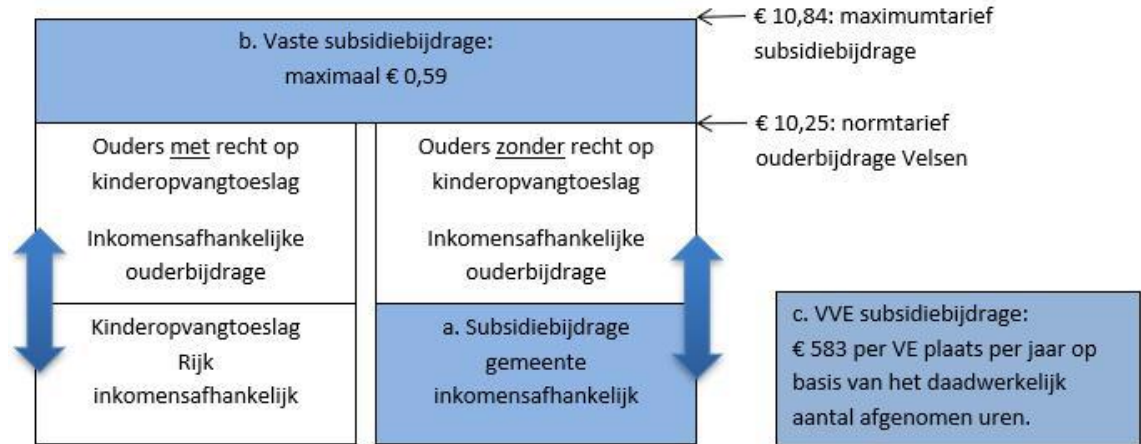 b. Vaste subsidiebijdrage:
maximaal € 0,59
€ 10,84: maximumtarief
subsidiebijdrage
€ 10,25: normtarief
ouderbijdrage Velsen
Ouders met recht op
kinderopvangtoeslag
Inkomensafhankelijke
ouderbijdrage
Kinderopvangtoeslag
Rijk
inkomensafhankelijk
Ouders zonder recht op
kinderopvangtoeslag
Inkomensafhankelijke
ouderbijdrage
a. Subsidiebijdrage
gemeente
inkomensafhankelijk
c. VVE subsidiebijdrage:
€ 583 per VE plaats per jaar op
basis van het daadwerkelijk
aantal afgenomen uren.